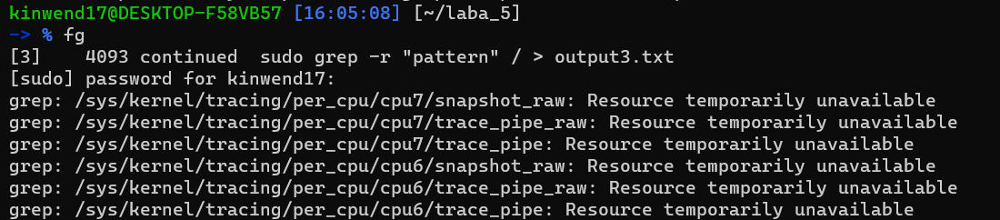 kinwend17@DESKTOP-F58VB57 [16:05:08] [~/laba_5]
-> % fg
[3]    4093 continued  sudo grep -r "pattern" / > output3.txt
[sudo] password for kinwend17:
grep: /sys/kernel/tracing/per_cpu/cpu7/snapshot_raw: Resource temporarily unavailable
grep: /sys/kernel/tracing/per_cpu/cpu7/trace_pipe_raw: Resource temporarily unavailable
grep: /sys/kernel/tracing/per_cpu/cpu7/trace_pipe: Resource temporarily unavailable
grep: /sys/kernel/tracing/per_cpu/cpu6/snapshot_raw: Resource temporarily unavailable
grep: /sys/kernel/tracing/per_cpu/cpu6/trace_pipe_raw: Resource temporarily unavailable
grep: /sys/kernel/tracing/per_cpu/cpu6/trace_pipe: Resource temporarily unavailable